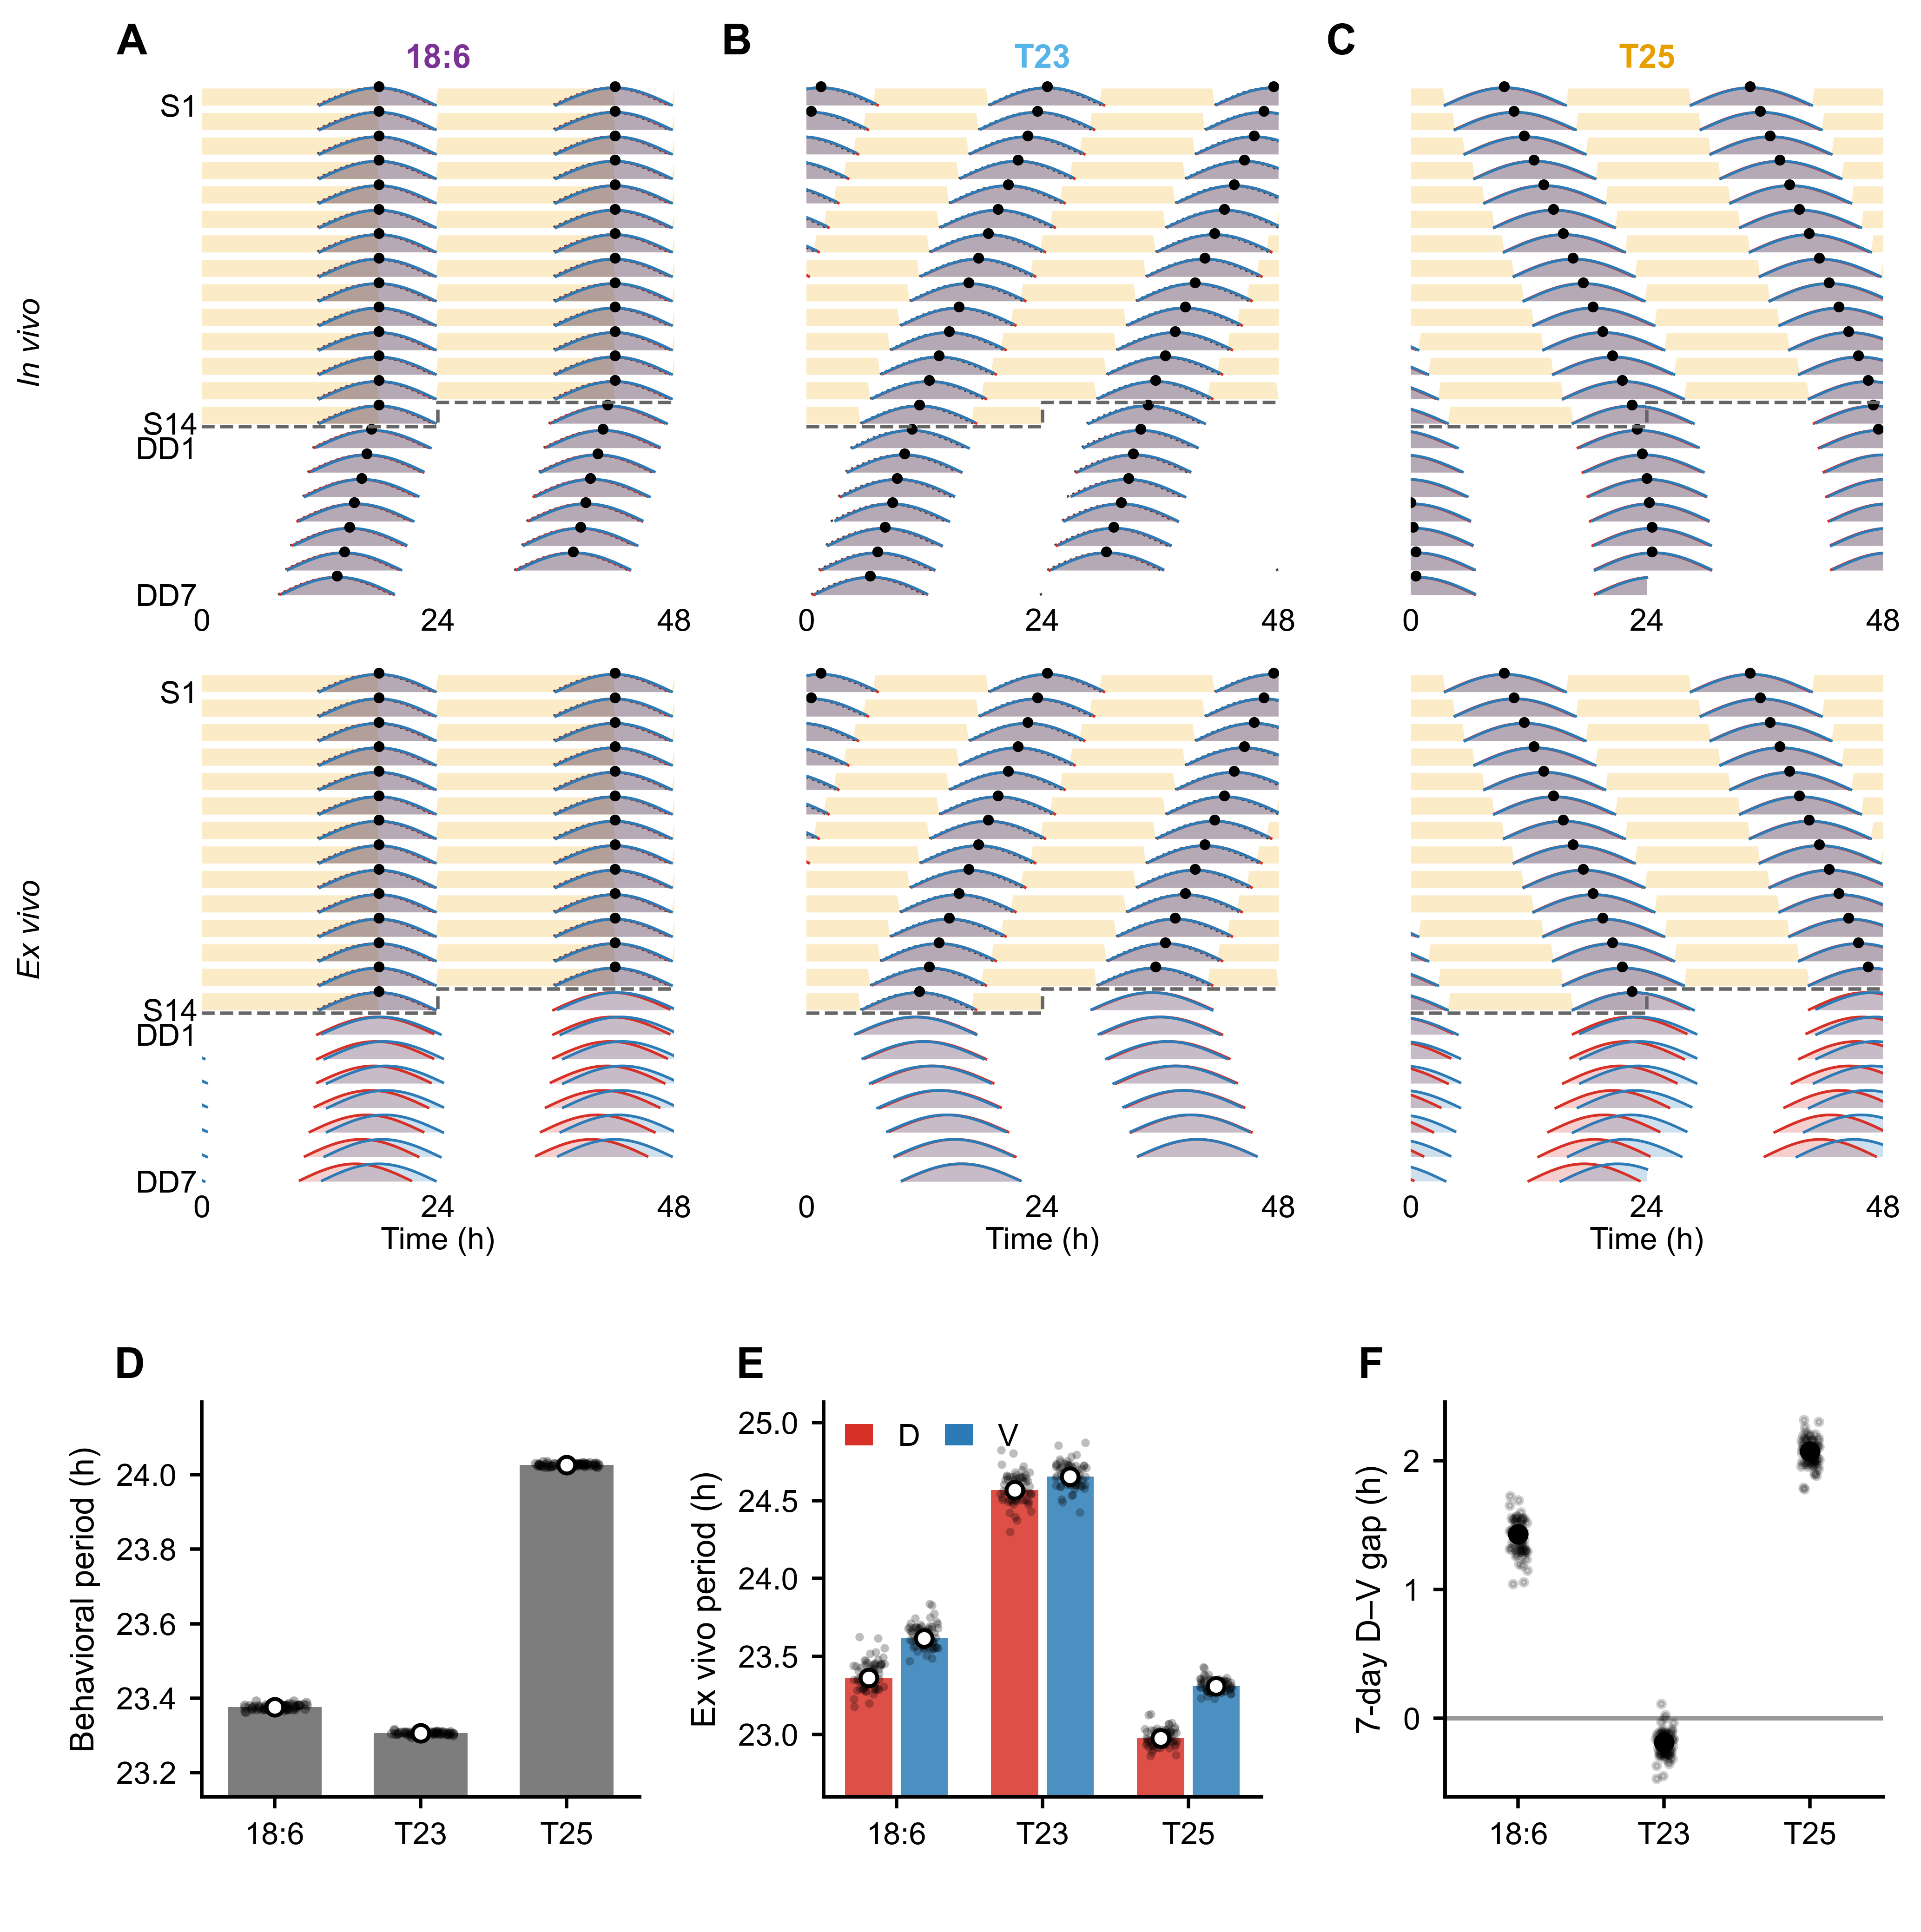 A
B
C
18:6
T23
T25
In vivo
S1
S14
DD1
DD7
0
24
48
0
24
48
0
24
48
Ex vivo
S1
S14
DD1
DD7
0
24
48
0
24
48
0
24
48
Time (h)
Time (h)
Time (h)
D
Behavioral period (h)
24.0
23.8
23.6
23.4
23.2
18:6
T23
T25
E
Ex vivo period (h)
D
V
25.0
24.5
24.0
23.5
23.0
18:6
T23
T25
F
7-day D–V gap (h)
2
1
0
18:6
T23
T25